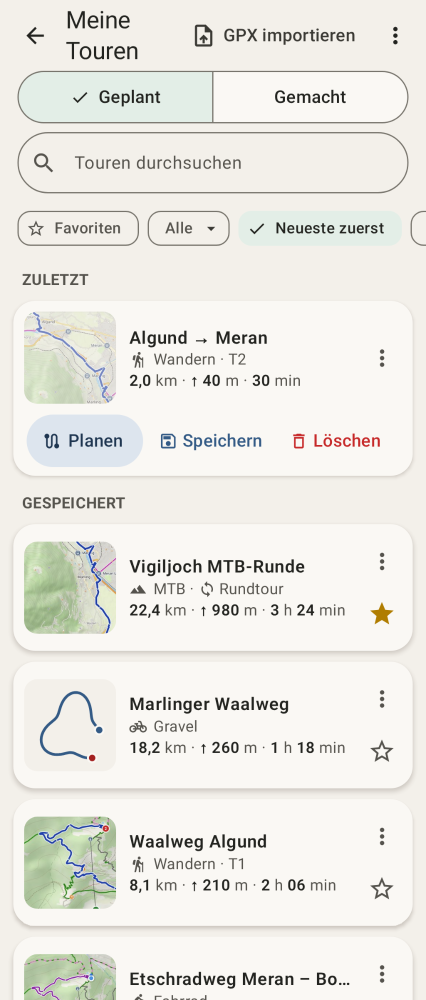 Meine
Touren
GPX importieren
Geplant
Gemacht
Touren durchsuchen
Favoriten
Alle
Neueste zuerst
ZULETZT
Algund → Meran
Wandern · T2
2,0 km · ↑ 40 m · 30 min
Planen
Speichern
Löschen
GESPEICHERT
Vigiljoch MTB-Runde
MTB · Rundtour
22,4 km · ↑ 980 m · 3 h 24 min
Marlinger Waalweg
Gravel
18,2 km · ↑ 260 m · 1 h 18 min
Waalweg Algund
Wandern · T1
8,1 km · ↑ 210 m · 2 h 06 min
Etschradweg Meran – Bo…
Fahrrad